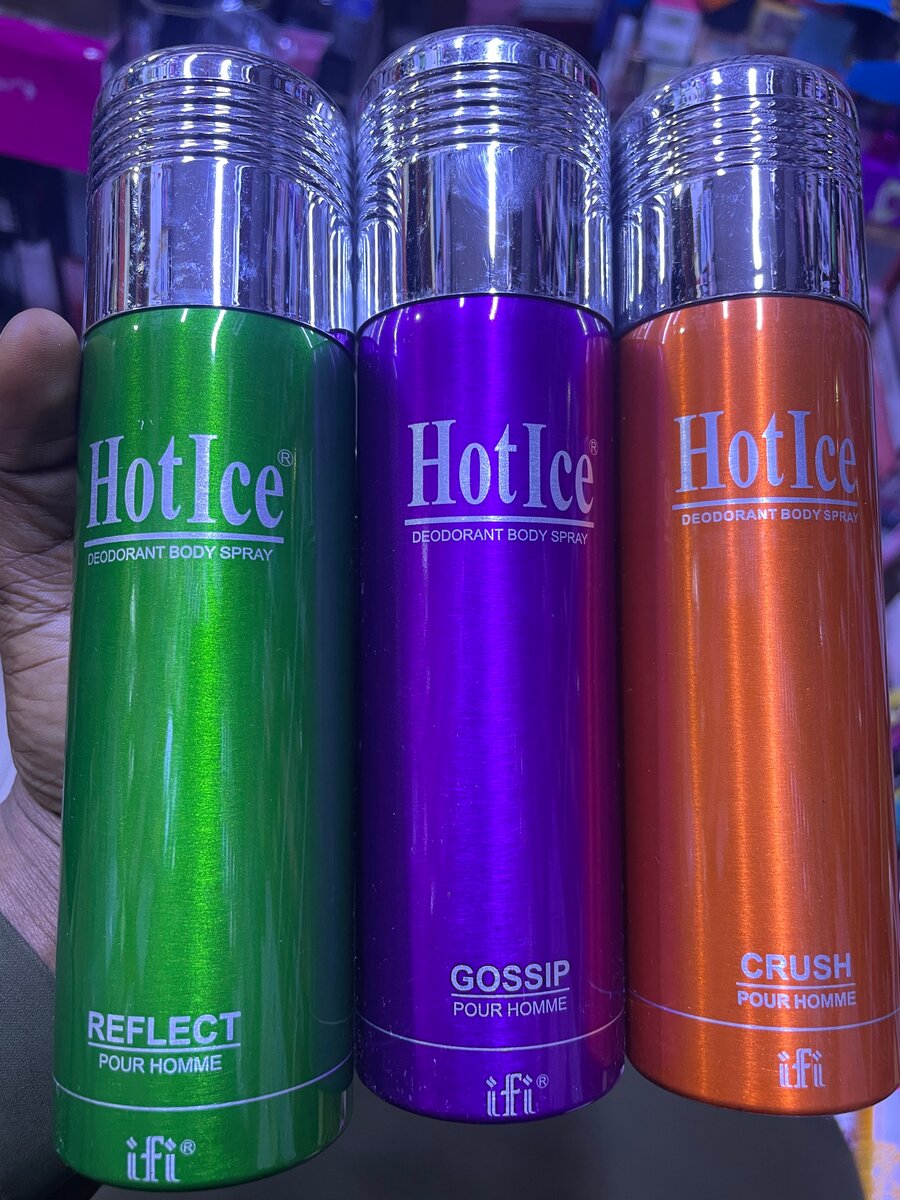 HotIce®
DEODORANT BODY SPRAY
REFLECT
POUR HOMME
ifi®
HotIce®
DEODORANT BODY SPRAY
GOSSIP
POUR HOMME
ifi®
HotIce
DEODORANT BODY SPRAY
CRUSH
POUR HOMME
ifi